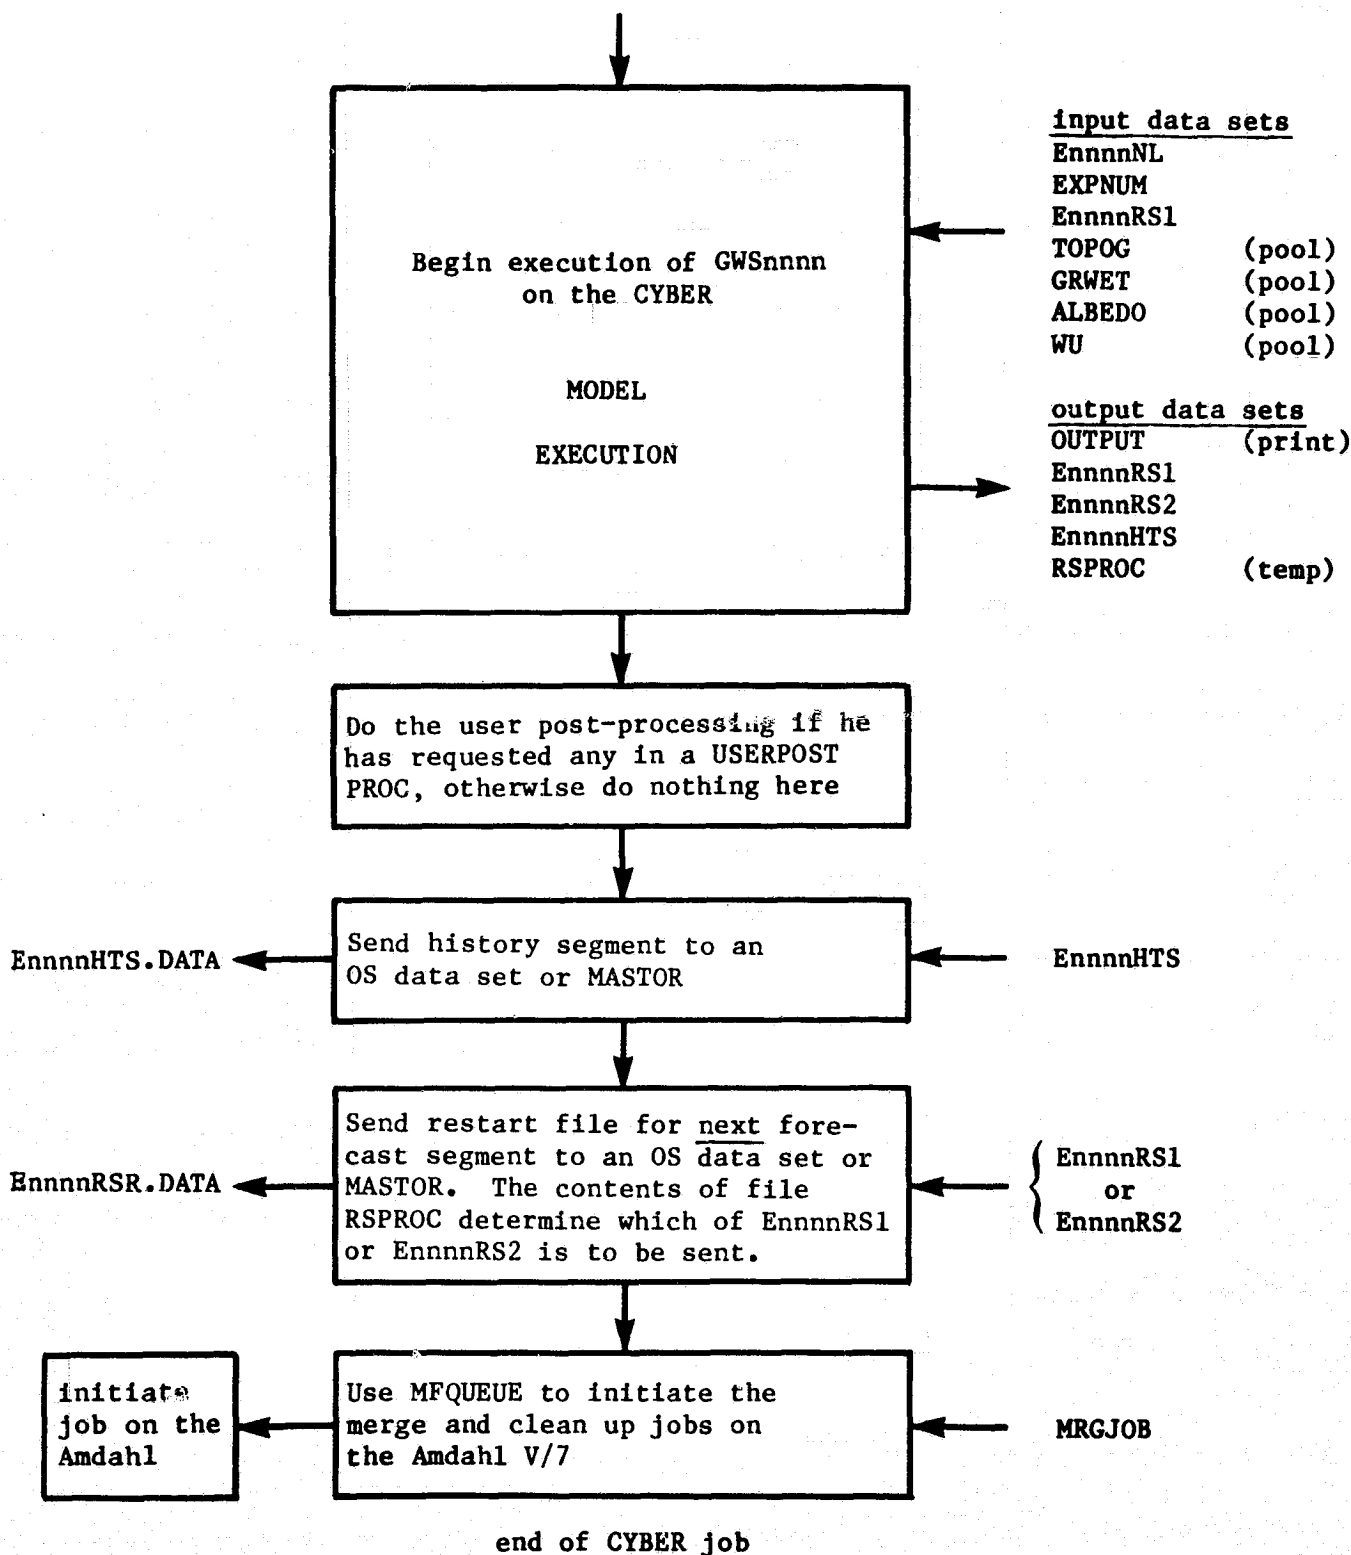 input data sets
EnnnnNL
EXPNUM
EnnnnRS1
TOPOG (pool)
GRWET (pool)
ALBEDO (pool)
WU (pool)
output data sets
OUTPUT (print)
EnnnnRS1
EnnnnRS2
EnnnnHTS
RSPROC (temp)
Begin execution of GWSnnnn
on the CYBER
MODEL
EXECUTION
Do the user post-processing if he
has requested any in a USERPOST
PROC, otherwise do nothing here
EnnnnHTS.DATA
Send history segment to an
OS data set or MASTOR
EnnnnHTS
EnnnnRSR.DATA
Send restart file for next fore-
cast segment to an OS data set or
MASTOR. The contents of file
RSPROC determine which of EnnnnRS1
or EnnnnRS2 is to be sent.
EnnnnRS1
or
EnnnnRS2
initiate
job on the
Amdahl
Use MFQUEUE to initiate the
merge and clean up jobs on
the Amdahl V/7
MRGJOB
end of CYBER job